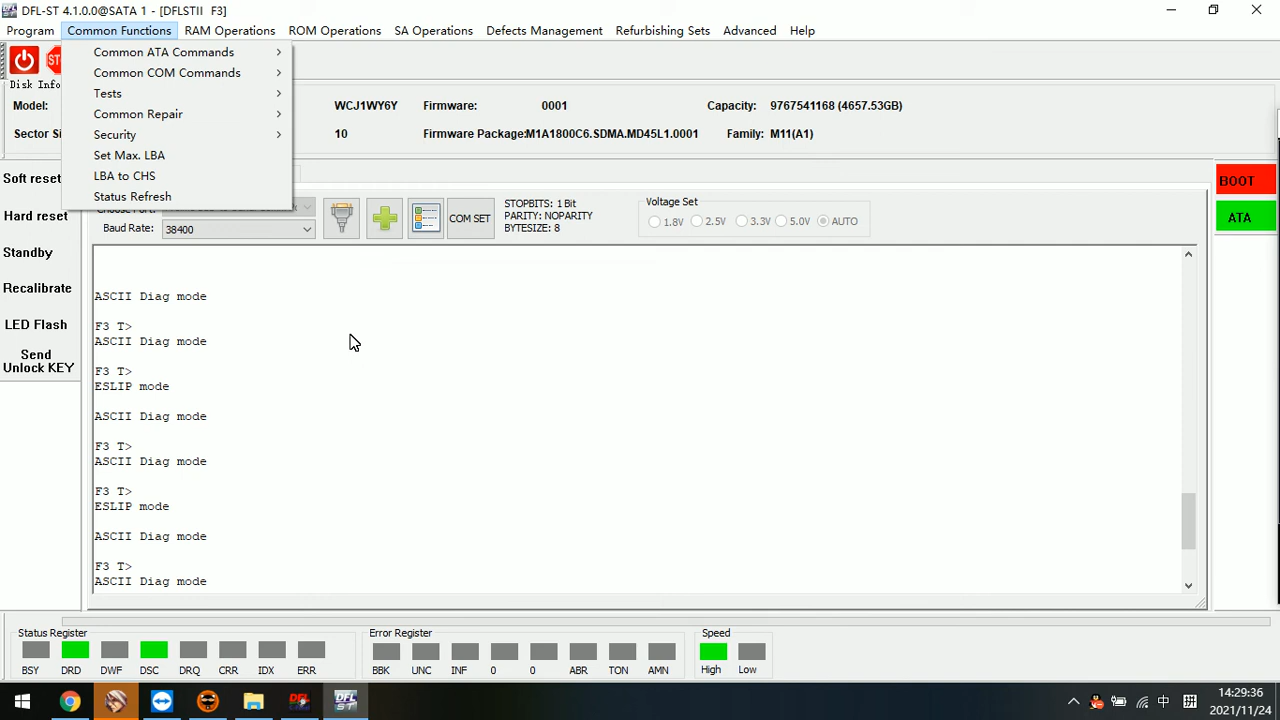 DFL-ST 4.1.0.0@SATA 1 - [DFLSTII F3]
Program Common Functions RAM Operations ROM Operations SA Operations Defects Management Refurbishing Sets Advanced Help
Common ATA Commands
Common COM Commands
Tests
Common Repair
Security
Set Max. LBA
LBA to CHS
Status Refresh
Disk Info
Model: WCJ1WY6Y Firmware: 0001 Capacity: 9767541168 (4657.53GB)
Sector Si 10 Firmware Package:M1A1800C6.SDMA.MD45L1.0001 Family: M11(A1)
Soft reset
Hard reset
Standby
Recalibrate
LED Flash
Send
Unlock KEY
Baud Rate: 38400
COM SET
STOPBITS: 1 Bit
PARITY: NOPARITY
BYTESIZE: 8
Voltage Set
1.8V 2.5V 3.3V 5.0V AUTO
BOOT
ATA
ASCII Diag mode
F3 T>
ASCII Diag mode
F3 T>
ESLIP mode
ASCII Diag mode
F3 T>
ASCII Diag mode
F3 T>
ESLIP mode
ASCII Diag mode
F3 T>
ASCII Diag mode
Status Register
BSY DRD DWF DSC DRQ CRR IDX ERR
Error Register
BBK UNC INF 0 0 ABR TON AMN
Speed
High Low
DFL
DFL
ST
中
拼
14:29:36
2021/11/24